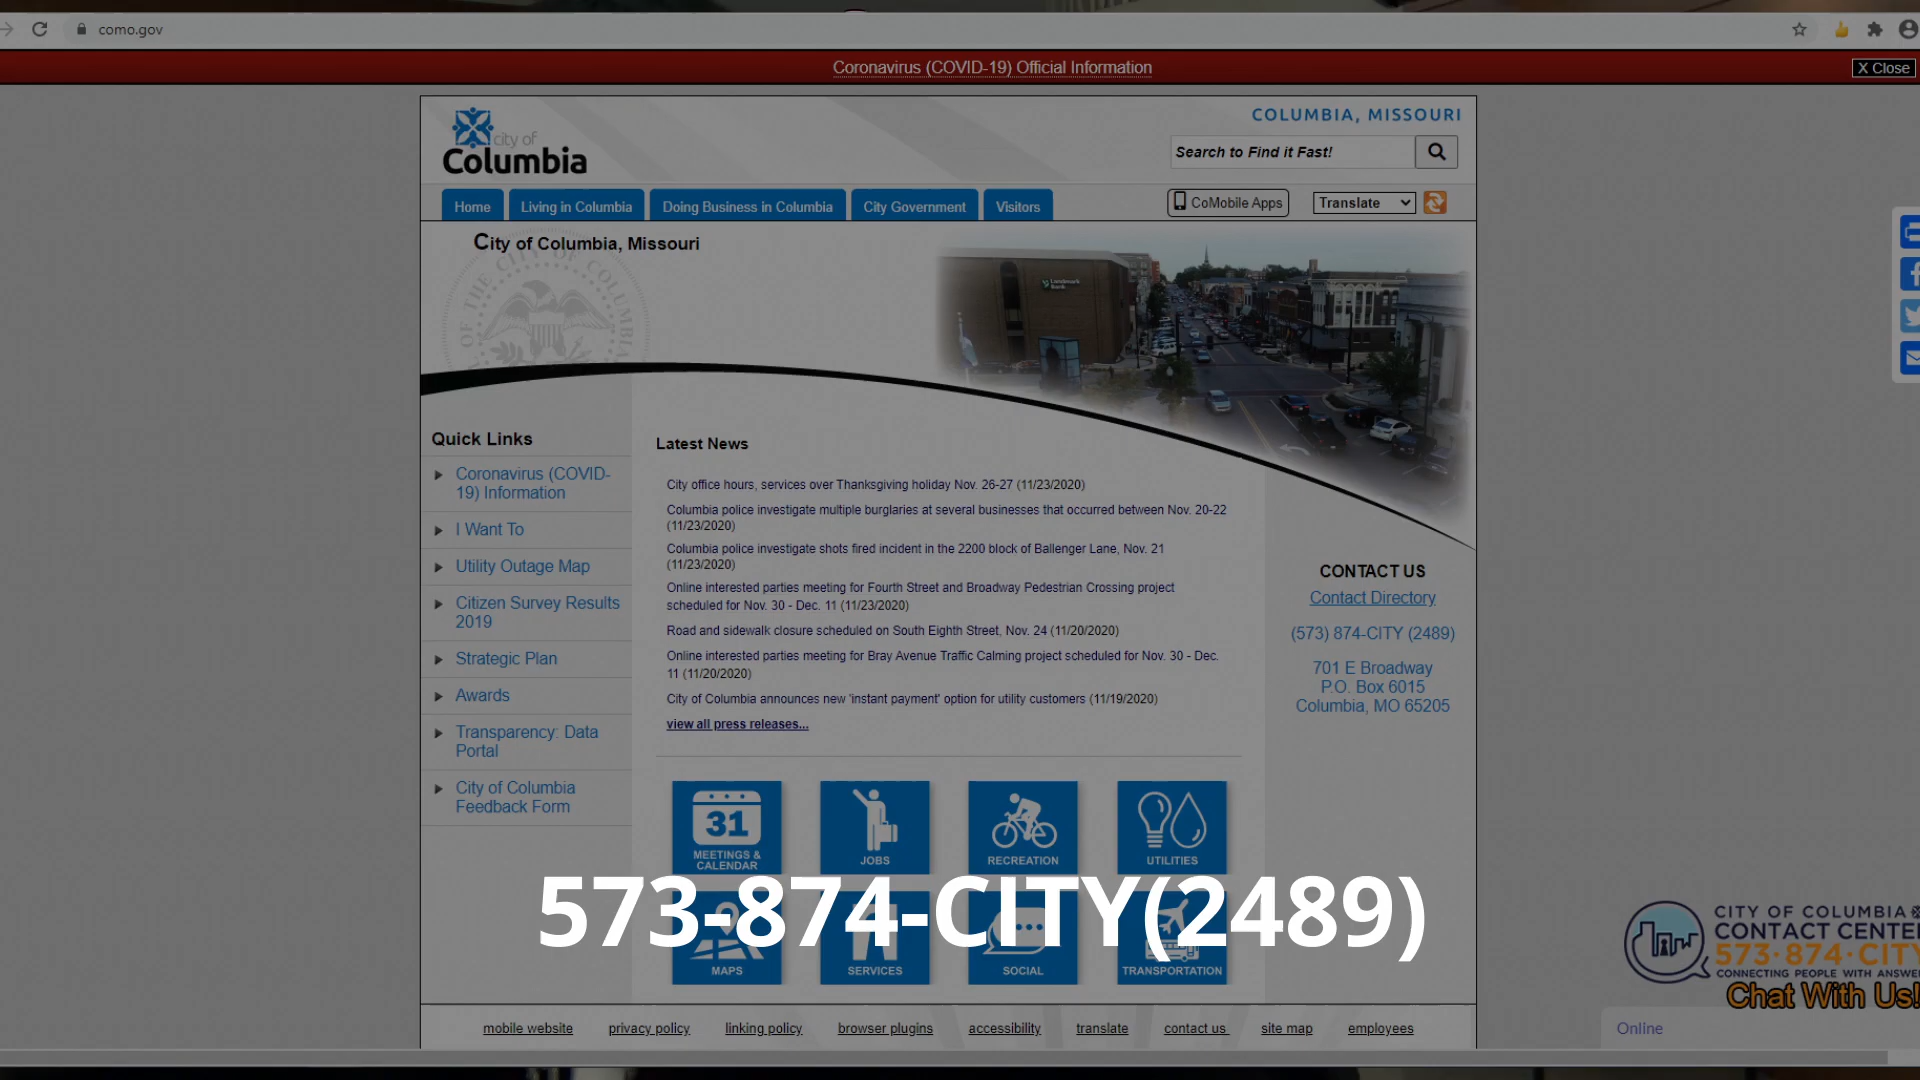 como.gov
Coronavirus (COVID-19) Official Information
X Close
city of
Columbia
COLUMBIA, MISSOURI
Search to Find it Fast!
Home
Living in Columbia
Doing Business in Columbia
City Government
Visitors
CoMobile Apps
Translate
City of Columbia, Missouri
OF THE CITY OF COLUMBIA
Landmark
Bank
Quick Links
Coronavirus (COVID-
19) Information
I Want To
Utility Outage Map
Citizen Survey Results
2019
Strategic Plan
Awards
Transparency: Data
Portal
City of Columbia
Feedback Form
Latest News
City office hours, services over Thanksgiving holiday Nov. 26-27 (11/23/2020)
Columbia police investigate multiple burglaries at several businesses that occurred between Nov. 20-22
(11/23/2020)
Columbia police investigate shots fired incident in the 2200 block of Ballenger Lane, Nov. 21
(11/23/2020)
Online interested parties meeting for Fourth Street and Broadway Pedestrian Crossing project
scheduled for Nov. 30 - Dec. 11 (11/23/2020)
Road and sidewalk closure scheduled on South Eighth Street, Nov. 24 (11/20/2020)
Online interested parties meeting for Bray Avenue Traffic Calming project scheduled for Nov. 30 - Dec.
11 (11/20/2020)
City of Columbia announces new 'instant payment' option for utility customers (11/19/2020)
view all press releases...
CONTACT US
Contact Directory
(573) 874-CITY (2489)
701 E Broadway
P.O. Box 6015
Columbia, MO 65205
31
MEETINGS &
CALENDAR
JOBS
RECREATION
UTILITIES
573-874-CITY(2489)
MAPS
SERVICES
SOCIAL
TRANSPORTATION
CITY OF COLUMBIA
CONTACT CENTE
573·874·CITY
CONNECTING PEOPLE WITH ANSWE
Chat With Us!
Online
mobile website
privacy policy
linking policy
browser plugins
accessibility
translate
contact us
site map
employees